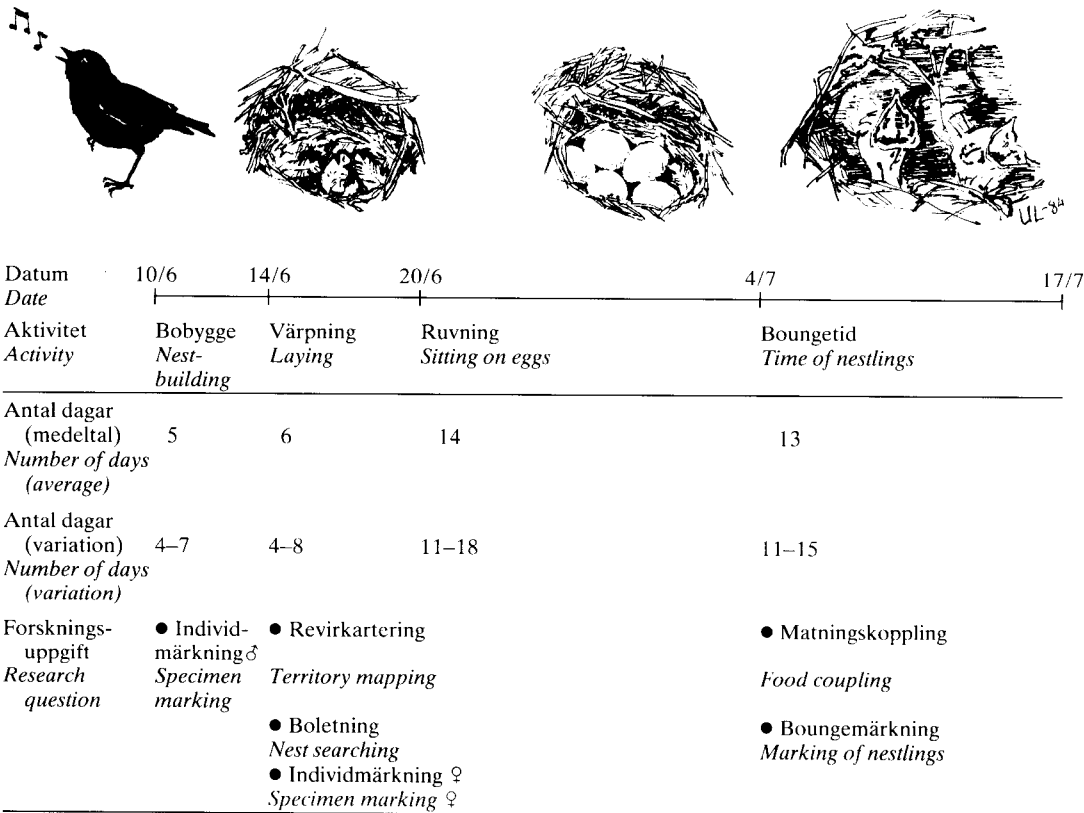 UL-84
Datum 10/6 14/6 20/6 4/7 17/7
Date
Aktivitet Bobygge Värpning Ruvning Boungetid
Activity Nest- Laying Sitting on eggs Time of nestlings
building
Antal dagar
(medeltal) 5 6 14 13
Number of days
(average)
Antal dagar
(variation) 4–7 4–8 11–18 11–15
Number of days
(variation)
Forsknings- ● Individ- ● Revirkartering ● Matningskoppling
uppgift märkning♂
Research Specimen Territory mapping Food coupling
question marking
● Boletning ● Boungemärkning
Nest searching Marking of nestlings
● Individmärkning ♀
Specimen marking ♀